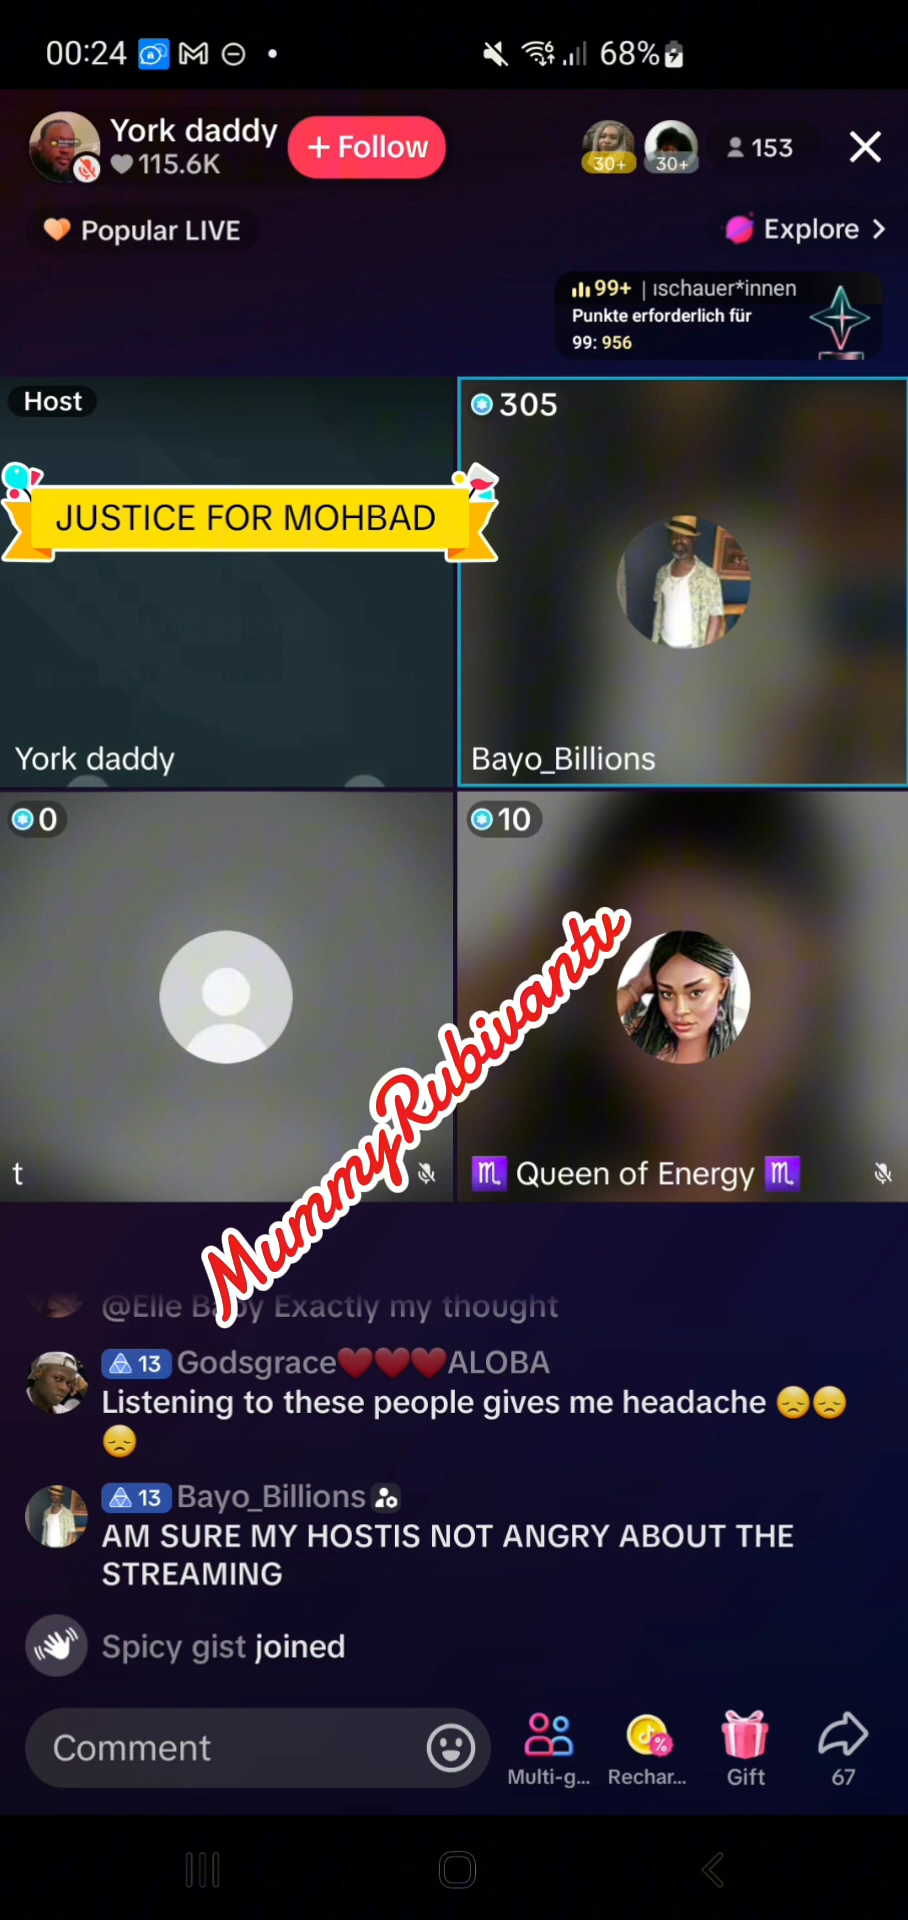 00:24
68%
York daddy
115.6K
+ Follow
30+
30+
153
Popular LIVE
Explore >
99+ | ıschauer*innen
Punkte erforderlich für
99: 956
Host
305
JUSTICE FOR MOHBAD
York daddy
Bayo_Billions
0
10
t
♏ Queen of Energy ♏
MummyRubivantv
@Elle Baby Exactly my thought
13 Godsgrace❤️❤️❤️ALOBA
Listening to these people gives me headache 😞😞
😞
13 Bayo_Billions
AM SURE MY HOSTIS NOT ANGRY ABOUT THE
STREAMING
Spicy gist joined
Comment
Multi-g...
Rechar...
Gift
67